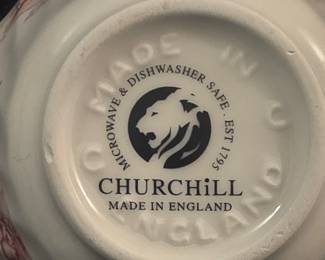 MICROWAVE & DISHWASHER SAFE . EST 1795
CHURCHiLL
MADE IN ENGLAND
MADE IN
ENGLAND